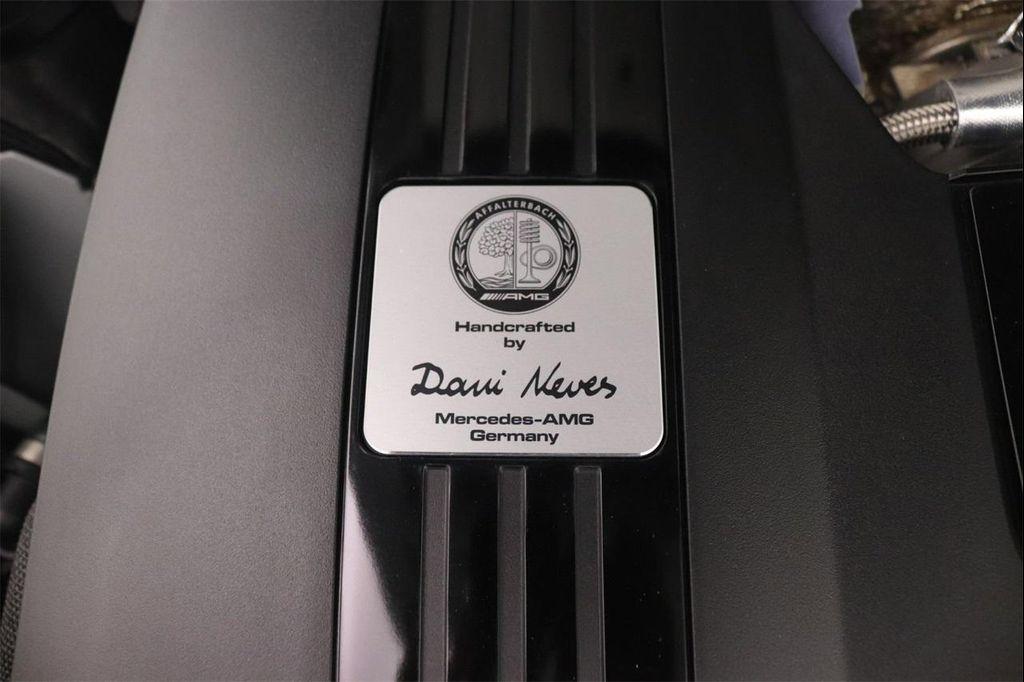 AFFALTERBACH
AMG
Handcrafted
by
Dani Neves
Mercedes-AMG
Germany